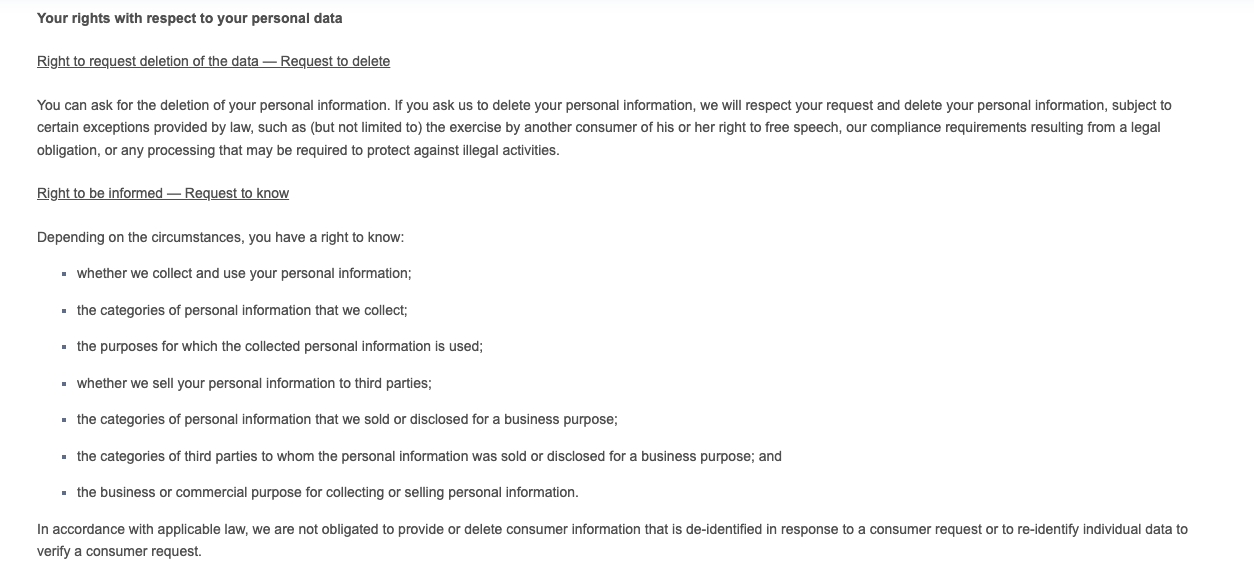 Your rights with respect to your personal data
Right to request deletion of the data — Request to delete
You can ask for the deletion of your personal information. If you ask us to delete your personal information, we will respect your request and delete your personal information, subject to
certain exceptions provided by law, such as (but not limited to) the exercise by another consumer of his or her right to free speech, our compliance requirements resulting from a legal
obligation, or any processing that may be required to protect against illegal activities.
Right to be informed — Request to know
Depending on the circumstances, you have a right to know:
▪ whether we collect and use your personal information;
▪ the categories of personal information that we collect;
▪ the purposes for which the collected personal information is used;
▪ whether we sell your personal information to third parties;
▪ the categories of personal information that we sold or disclosed for a business purpose;
▪ the categories of third parties to whom the personal information was sold or disclosed for a business purpose; and
▪ the business or commercial purpose for collecting or selling personal information.
In accordance with applicable law, we are not obligated to provide or delete consumer information that is de-identified in response to a consumer request or to re-identify individual data to
verify a consumer request.